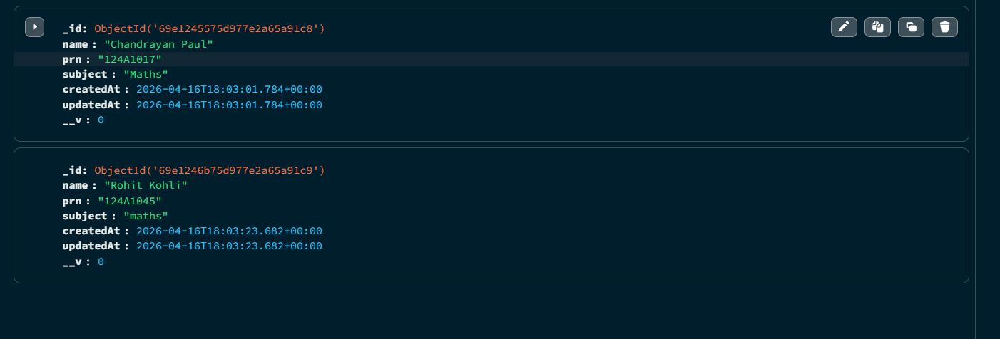 _id: ObjectId('69e1245575d977e2a65a91c8')
name : "Chandrayan Paul"
prn : "124A1017"
subject : "Maths"
createdAt : 2026-04-16T18:03:01.784+00:00
updatedAt : 2026-04-16T18:03:01.784+00:00
__v : 0
_id: ObjectId('69e1246b75d977e2a65a91c9')
name : "Rohit Kohli"
prn : "124A1045"
subject : "maths"
createdAt : 2026-04-16T18:03:23.682+00:00
updatedAt : 2026-04-16T18:03:23.682+00:00
__v : 0